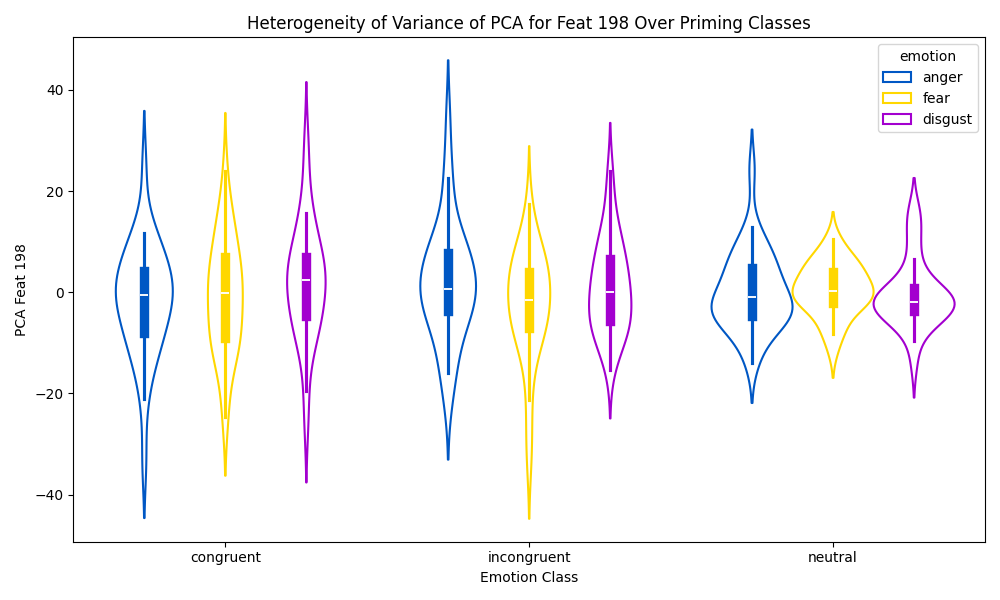 Heterogeneity of Variance of PCA for Feat 198 Over Priming Classes
emotion
anger
fear
disgust
PCA Feat 198
40
20
0
−20
−40
congruent
incongruent
neutral
Emotion Class